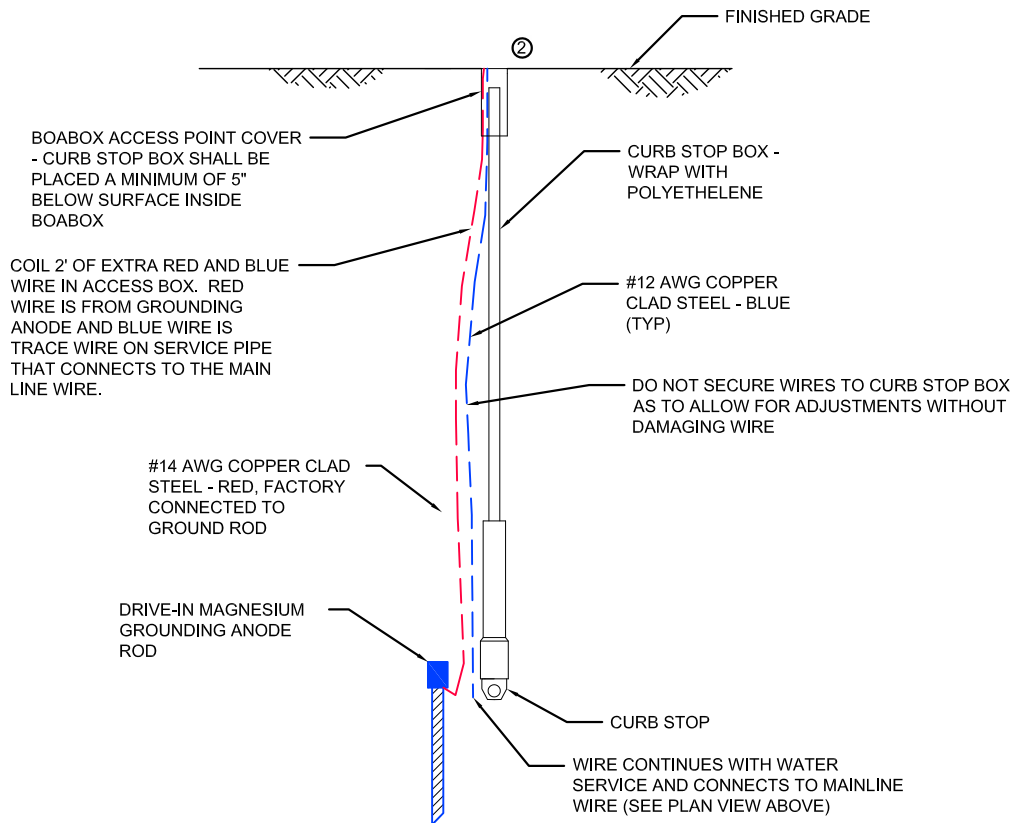 FINISHED GRADE
2
BOABOX ACCESS POINT COVER
- CURB STOP BOX SHALL BE
PLACED A MINIMUM OF 5"
BELOW SURFACE INSIDE
BOABOX
CURB STOP BOX -
WRAP WITH
POLYETHELENE
COIL 2' OF EXTRA RED AND BLUE
WIRE IN ACCESS BOX. RED
WIRE IS FROM GROUNDING
ANODE AND BLUE WIRE IS
TRACE WIRE ON SERVICE PIPE
THAT CONNECTS TO THE MAIN
LINE WIRE.
#12 AWG COPPER
CLAD STEEL - BLUE
(TYP)
DO NOT SECURE WIRES TO CURB STOP BOX
AS TO ALLOW FOR ADJUSTMENTS WITHOUT
DAMAGING WIRE
#14 AWG COPPER CLAD
STEEL - RED, FACTORY
CONNECTED TO
GROUND ROD
DRIVE-IN MAGNESIUM
GROUNDING ANODE
ROD
CURB STOP
WIRE CONTINUES WITH WATER
SERVICE AND CONNECTS TO MAINLINE
WIRE (SEE PLAN VIEW ABOVE)